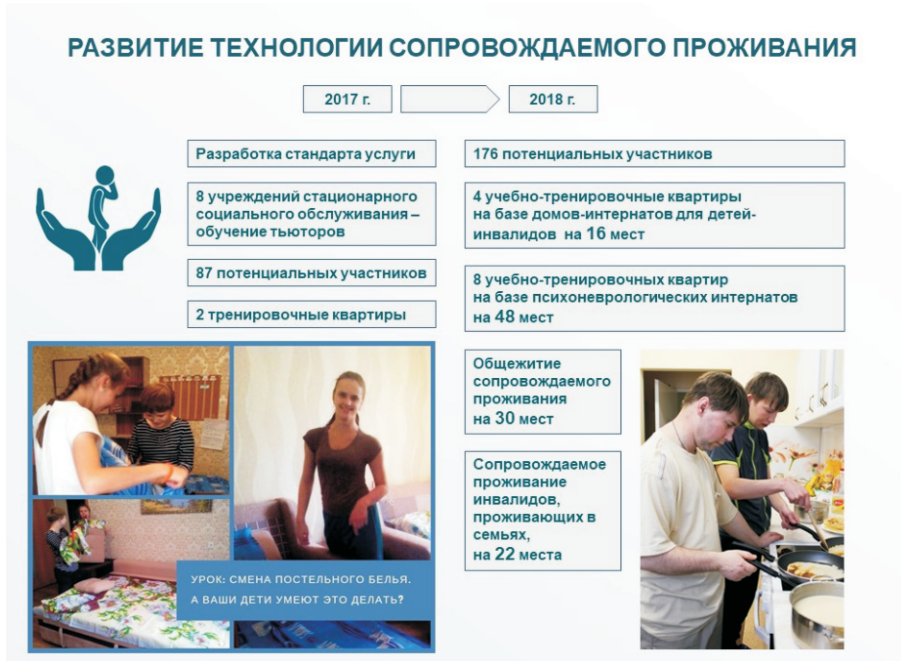 РАЗВИТИЕ ТЕХНОЛОГИИ СОПРОВОЖДАЕМОГО ПРОЖИВАНИЯ
2017 г.
2018 г.
Разработка стандарта услуги
8 учреждений стационарного
социального обслуживания –
обучение тьюторов
87 потенциальных участников
2 тренировочные квартиры
176 потенциальных участников
4 учебно-тренировочные квартиры
на базе домов-интернатов для детей-
инвалидов на 16 мест
8 учебно-тренировочных квартир
на базе психоневрологических интернатов
на 48 мест
Общежитие
сопровождаемого
проживания
на 30 мест
Сопровождаемое
проживание
инвалидов,
проживающих в
семьях,
на 22 места
УРОК: СМЕНА ПОСТЕЛЬНОГО БЕЛЬЯ.
А ВАШИ ДЕТИ УМЕЮТ ЭТО ДЕЛАТЬ?